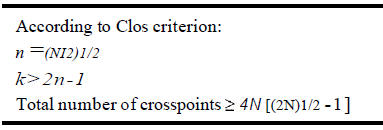 According to Clos criterion:
n =(NI2)1/2
k>2n-1
Total number of crosspoints ≥ 4N [(2N)1/2 -1]